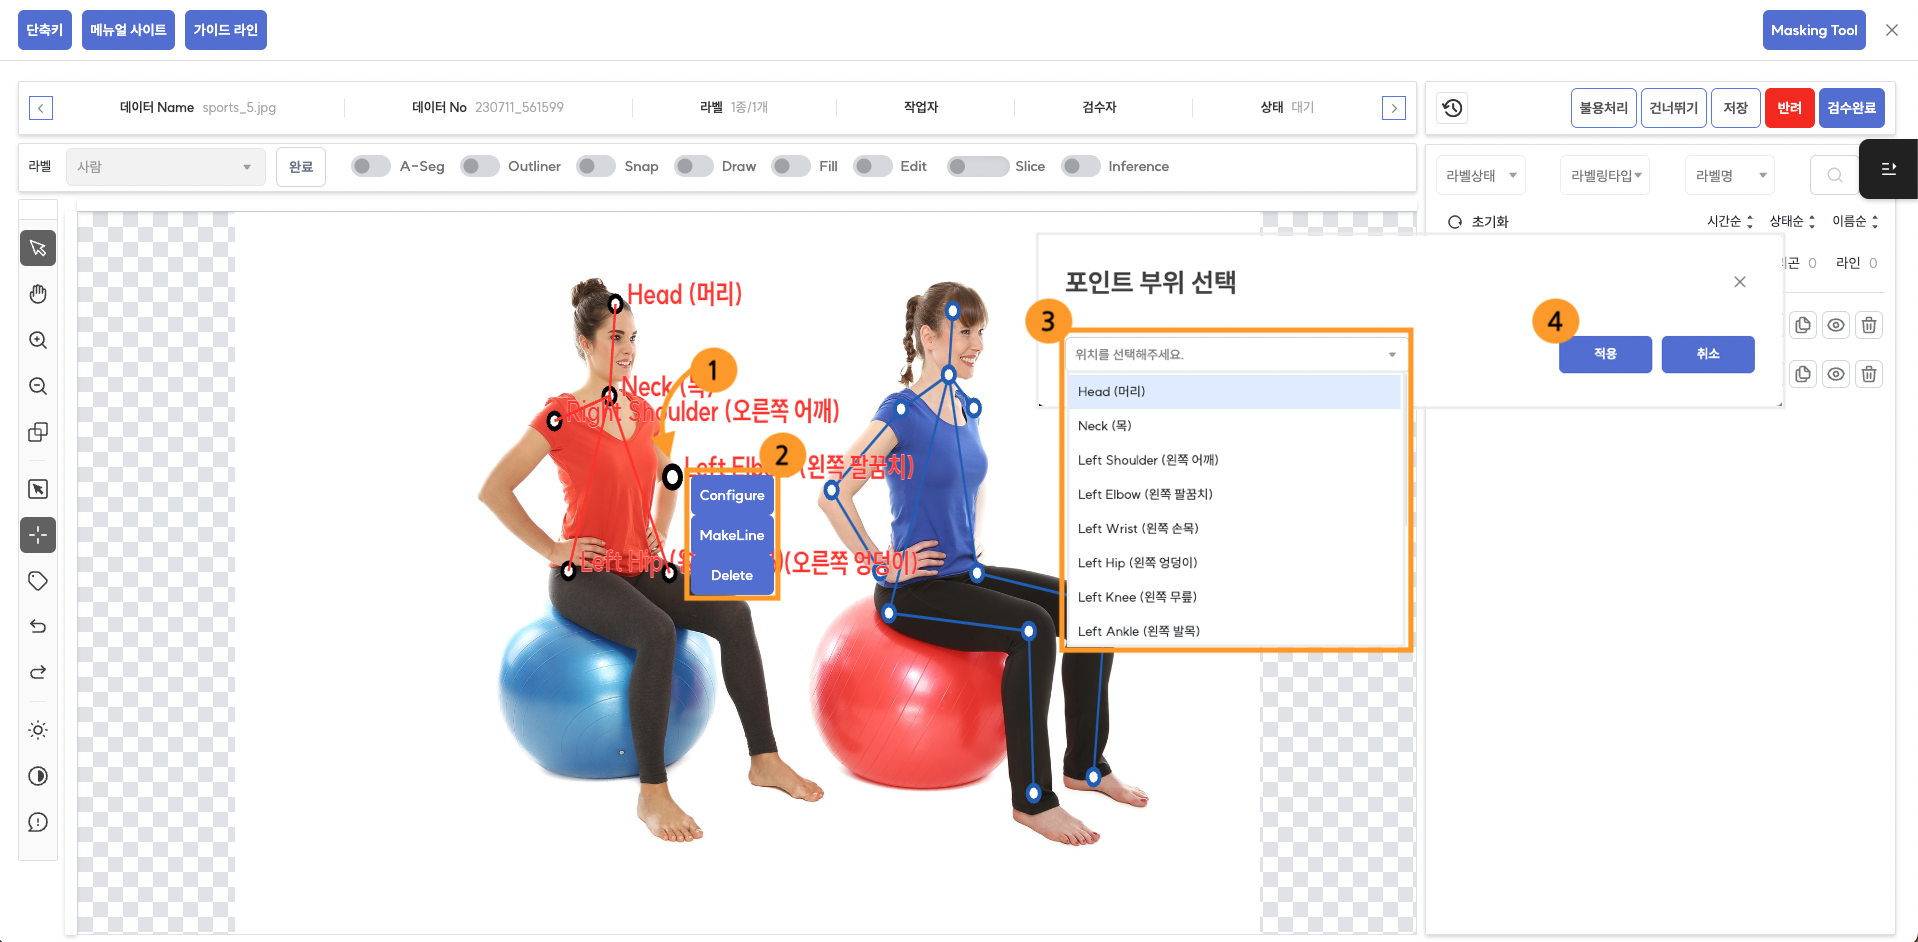 단축키 메뉴얼 사이트 가이드 라인 Masking Tool
데이터 Name sports_5.jpg 데이터 No 230711_561599 라벨 1종/1개 작업자 검수자 상태 대기
불용처리 건너뛰기 저장 반려 검수완료
라벨 사람 완료 A-Seg Outliner Snap Draw Fill Edit Slice Inference
라벨상태 라벨링타입 라벨명
초기화 시간순 상태순 이름순
0 라인 0
포인트 부위 선택
Head (머리)
3
4
위치를 선택해주세요.
적용 취소
1
Neck
Right Shoulder (오른쪽 어깨)
2
(왼쪽 팔꿈치)
Configure
MakeLine
Delete
Left Hip
(오른쪽 엉덩이)
Head (머리)
Neck (목)
Left Shoulder (왼쪽 어깨)
Left Elbow (왼쪽 팔꿈치)
Left Wrist (왼쪽 손목)
Left Hip (왼쪽 엉덩이)
Left Knee (왼쪽 무릎)
Left Ankle (왼쪽 발목)